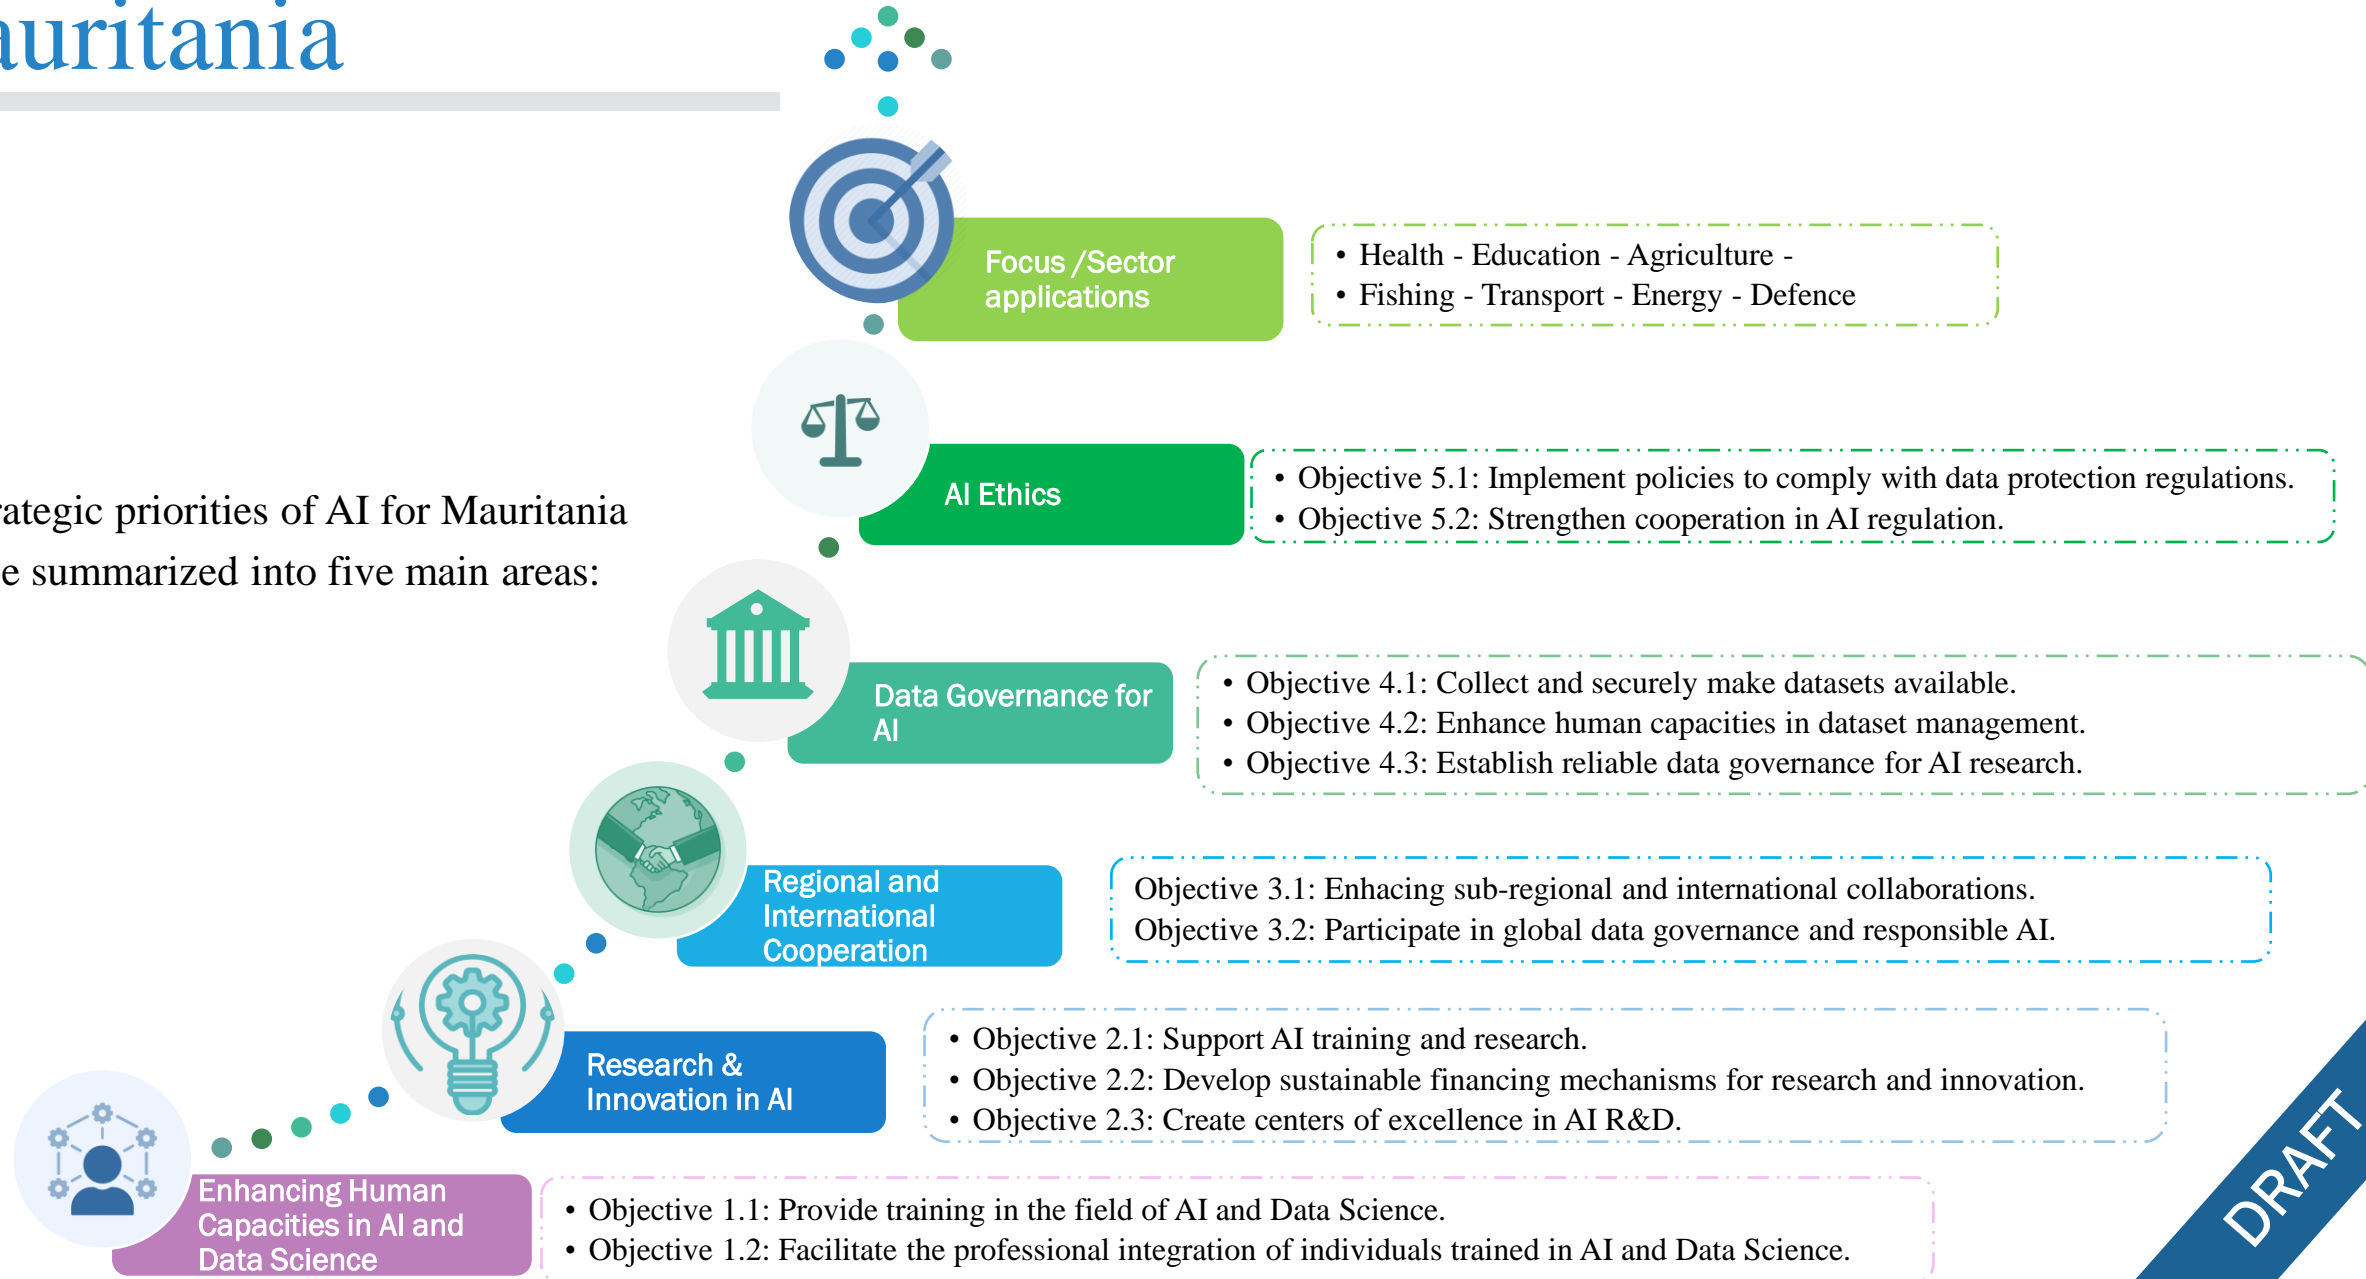 auritania
Focus /Sector
applications
• Health - Education - Agriculture -
• Fishing - Transport - Energy - Defence
AI Ethics
• Objective 5.1: Implement policies to comply with data protection regulations.
• Objective 5.2: Strengthen cooperation in AI regulation.
rategic priorities of AI for Mauritania
e summarized into five main areas:
Data Governance for
AI
• Objective 4.1: Collect and securely make datasets available.
• Objective 4.2: Enhance human capacities in dataset management.
• Objective 4.3: Establish reliable data governance for AI research.
Regional and
International
Cooperation
Objective 3.1: Enhacing sub-regional and international collaborations.
Objective 3.2: Participate in global data governance and responsible AI.
Research &
Innovation in AI
• Objective 2.1: Support AI training and research.
• Objective 2.2: Develop sustainable financing mechanisms for research and innovation.
• Objective 2.3: Create centers of excellence in AI R&D.
Enhancing Human
Capacities in AI and
Data Science
• Objective 1.1: Provide training in the field of AI and Data Science.
• Objective 1.2: Facilitate the professional integration of individuals trained in AI and Data Science.
DRAFT